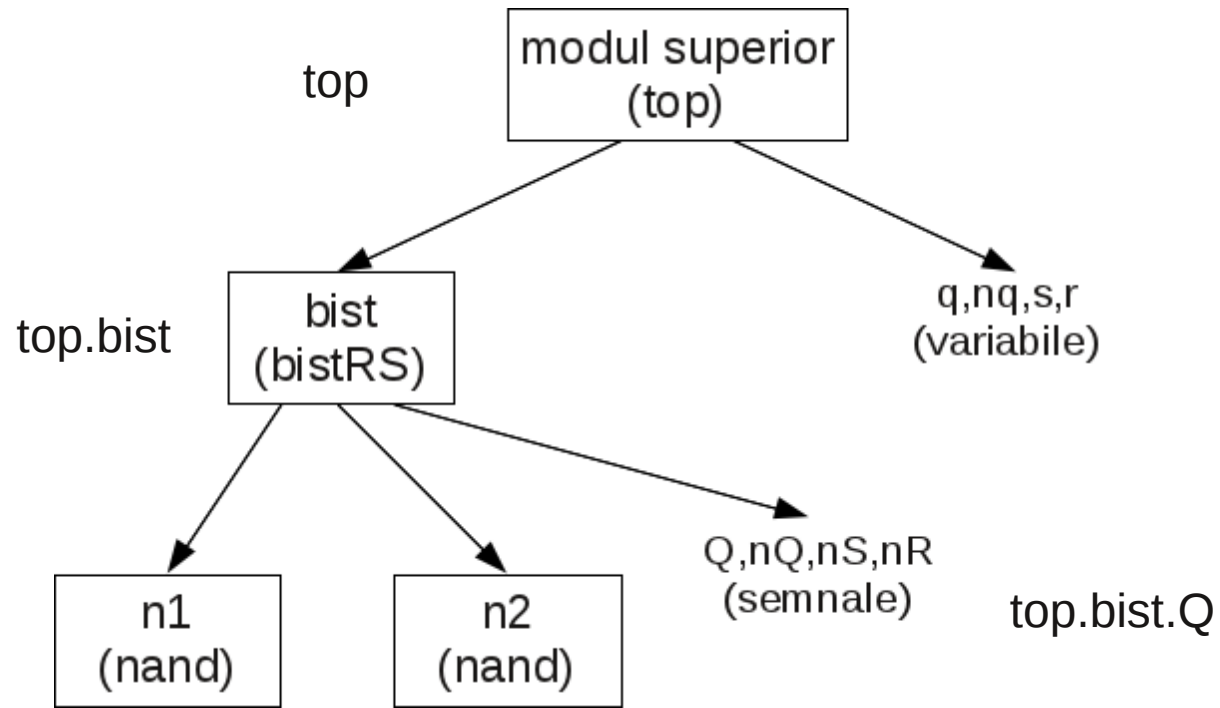 top
modul superior
(top)
top.bist
bist
(bistRS)
q,nq,s,r
(variabile)
n1
(nand)
n2
(nand)
Q,nQ,nS,nR
(semnale)
top.bist.Q